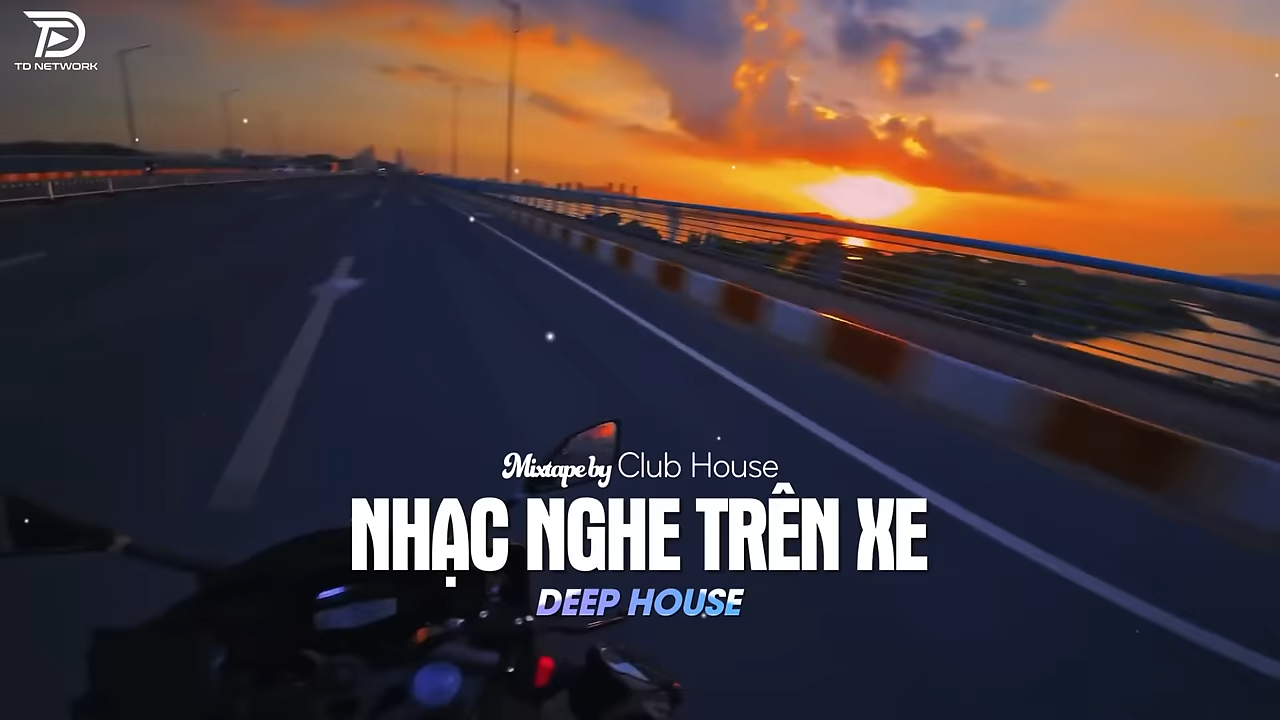 TD NETWORK
Mixtape by Club House
NHẠC NGHE TRÊN XE
DEEP HOUSE